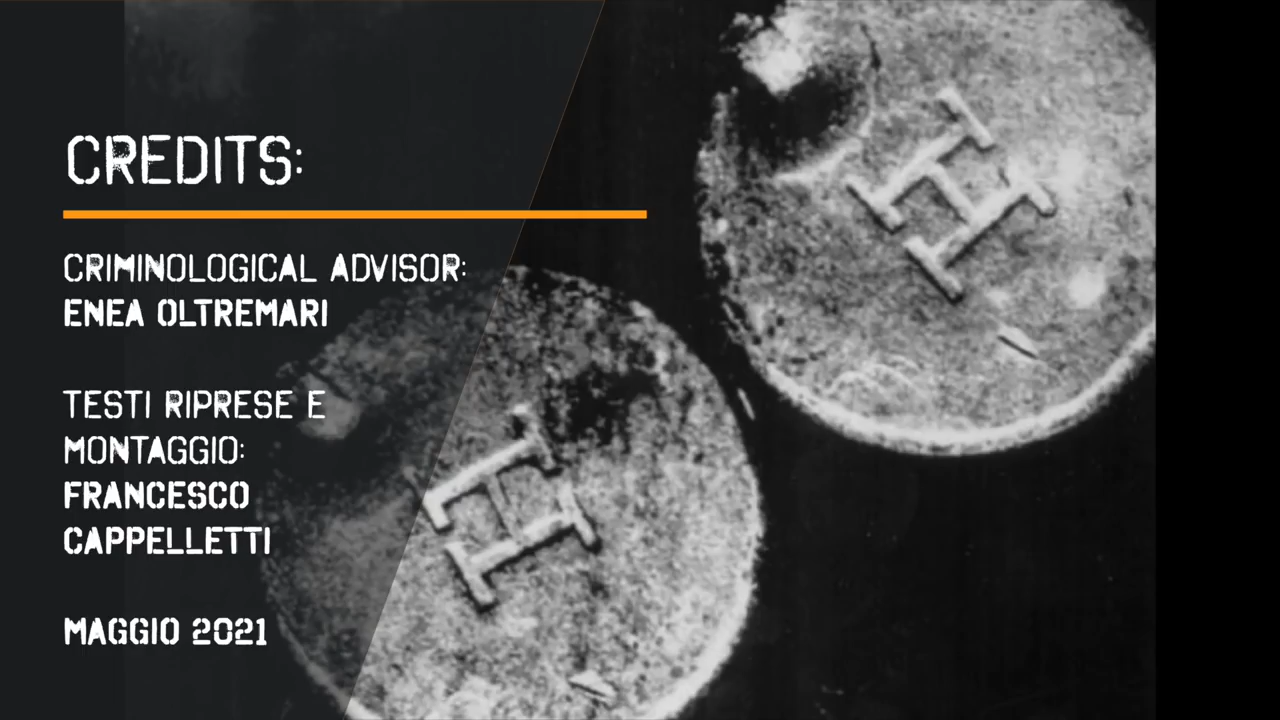 CREDITS:
CRIMINOLOGICAL ADVISOR:
ENEA OLTREMARI
TESTI RIPRESE E
MONTAGGIO:
FRANCESCO
CAPPELLETTI
MAGGIO 2021
H
H